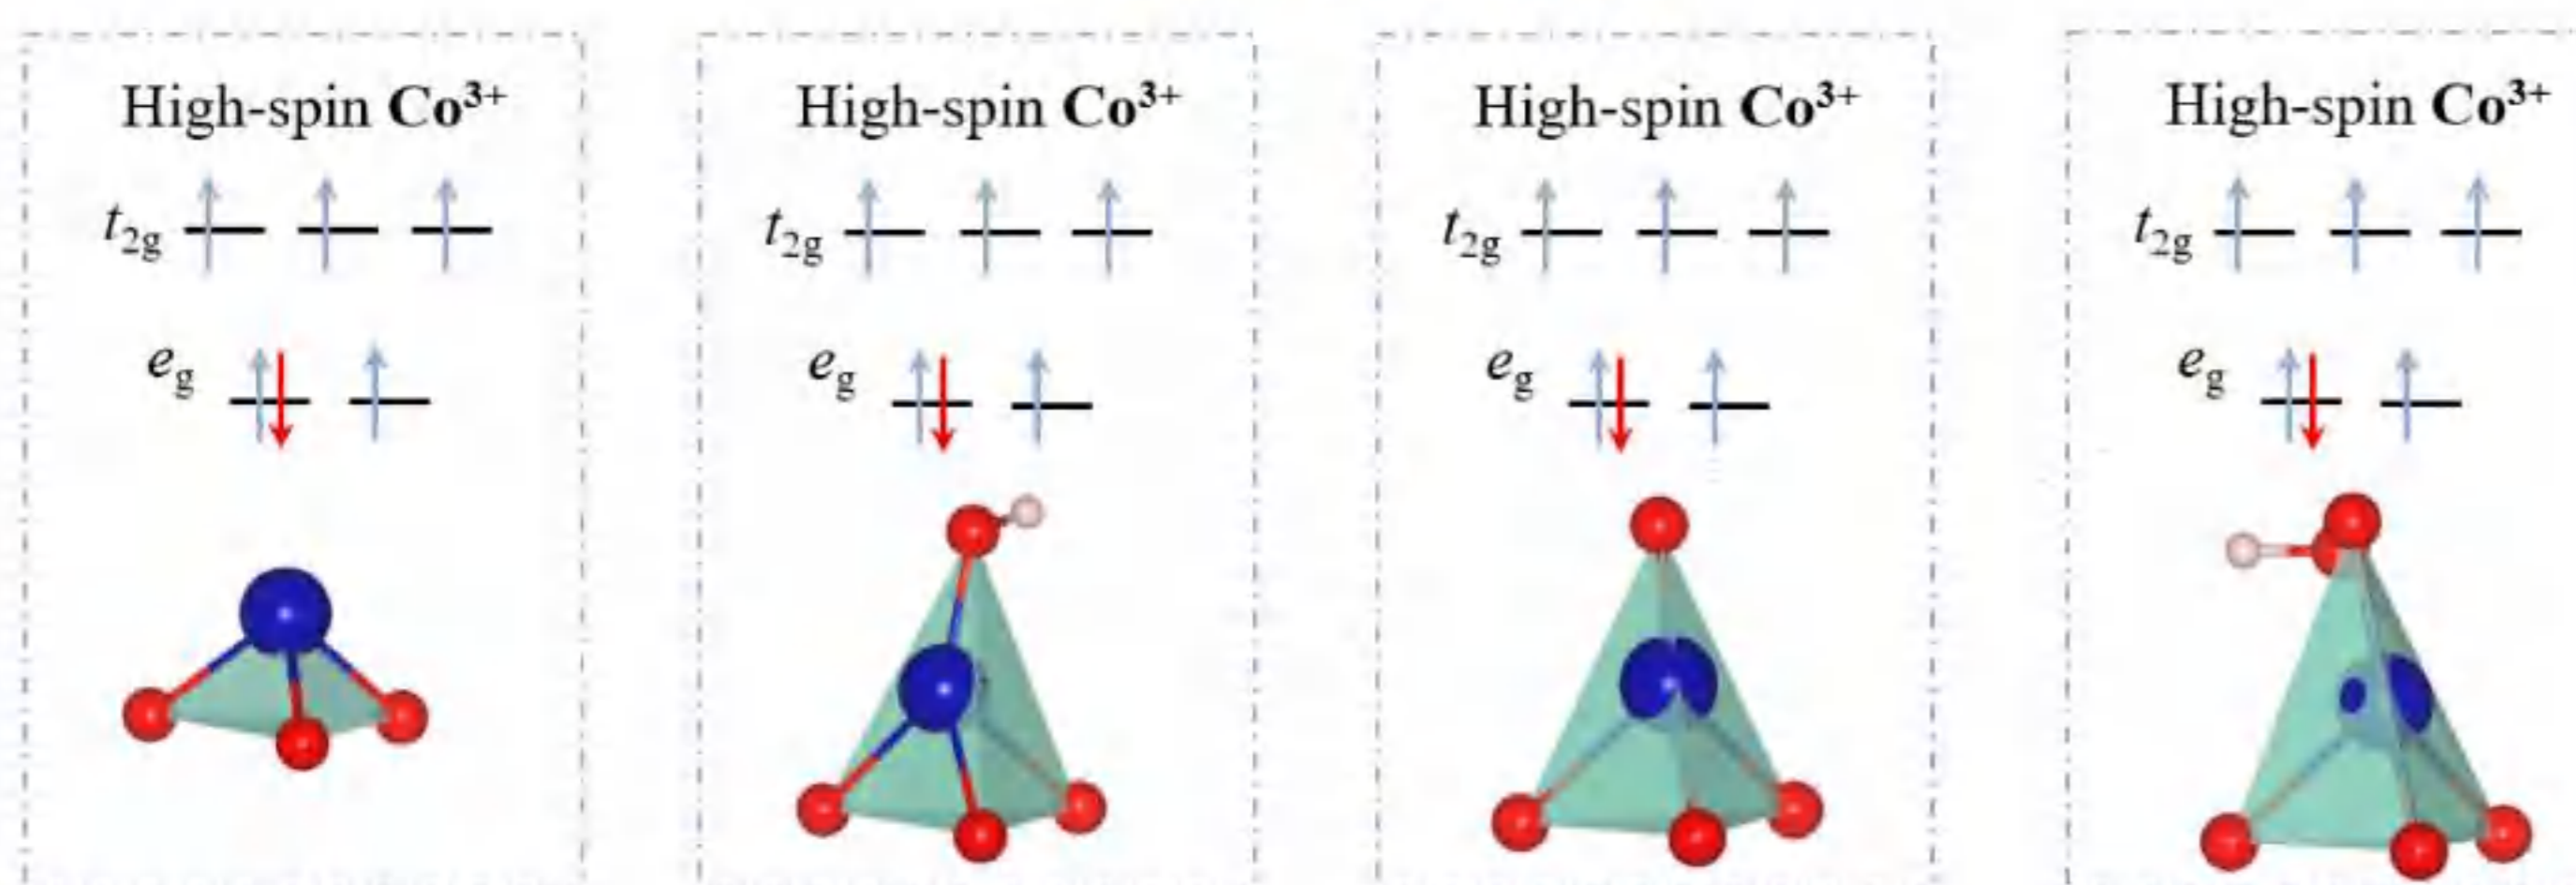 High-spin Co³⁺ High-spin Co³⁺ High-spin Co³⁺ High-spin Co³⁺
t₂g t₂g t₂g t₂g
eg eg eg eg